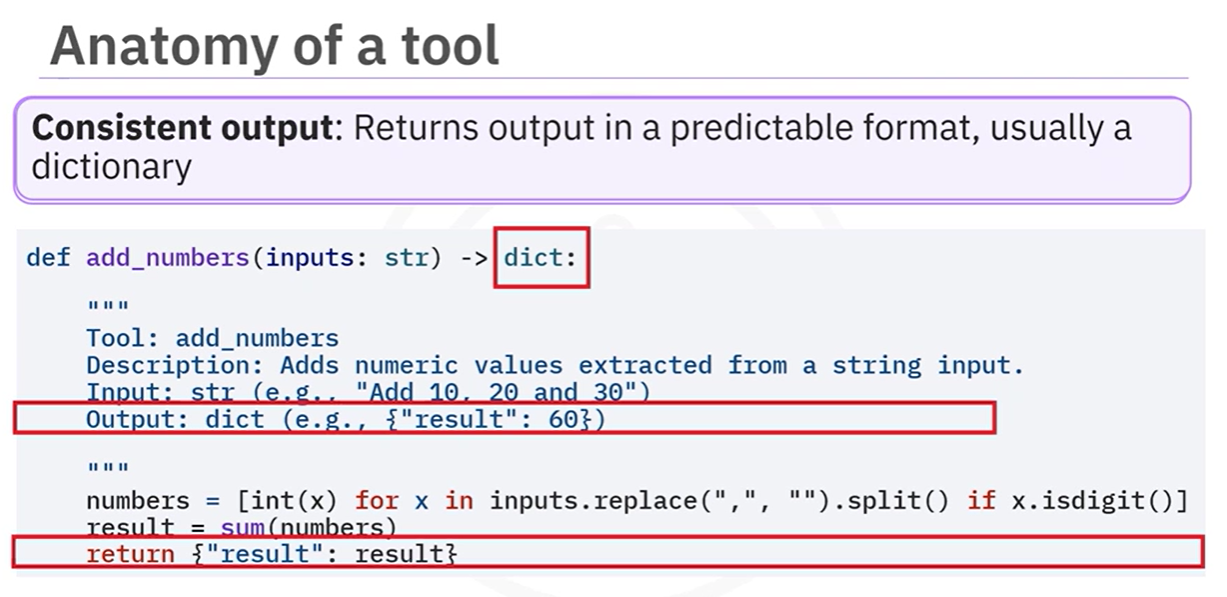 Anatomy of a tool
Consistent output: Returns output in a predictable format, usually a
dictionary
def add_numbers(inputs: str) -> dict:
"""
Tool: add_numbers
Description: Adds numeric values extracted from a string input.
Input: str (e.g., "Add 10, 20 and 30")
Output: dict (e.g., {"result": 60})
"""
numbers = [int(x) for x in inputs.replace(",", "").split() if x.isdigit()]
result = sum(numbers)
return {"result": result}